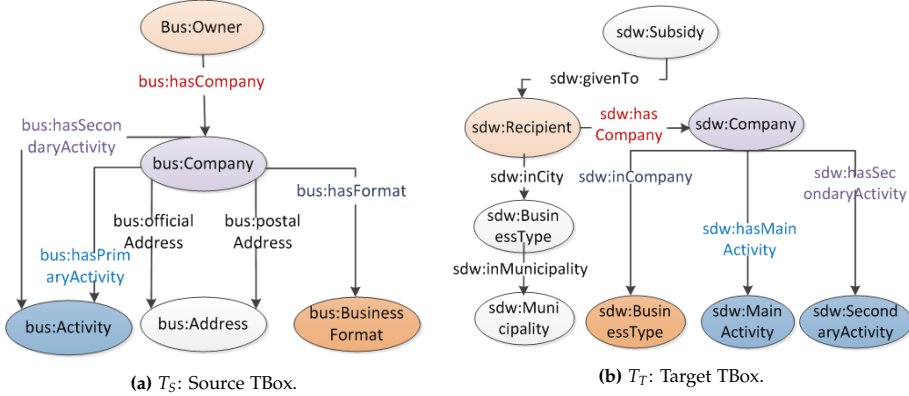 Bus:Owner
bus:hasCompany
bus:hasSecon
daryActivity
bus:Company
bus:hasFormat
bus:official
Address
bus:postal
Address
bus:hasPrim
aryActivity
bus:Activity
bus:Address
bus:Business
Format
(a) TS: Source TBox.
sdw:Subsidy
sdw:givenTo
sdw:Recipient
sdw:has
Company
sdw:Company
sdw:inCity
sdw:inCompany
sdw:hasSec
ondaryActivity
sdw:Busin
essType
sdw:hasMain
Activity
sdw:inMunicipality
sdw:Muni
cipality
sdw:Busin
essType
sdw:Main
Activity
sdw:Second
aryActivity
(b) TT: Target TBox.